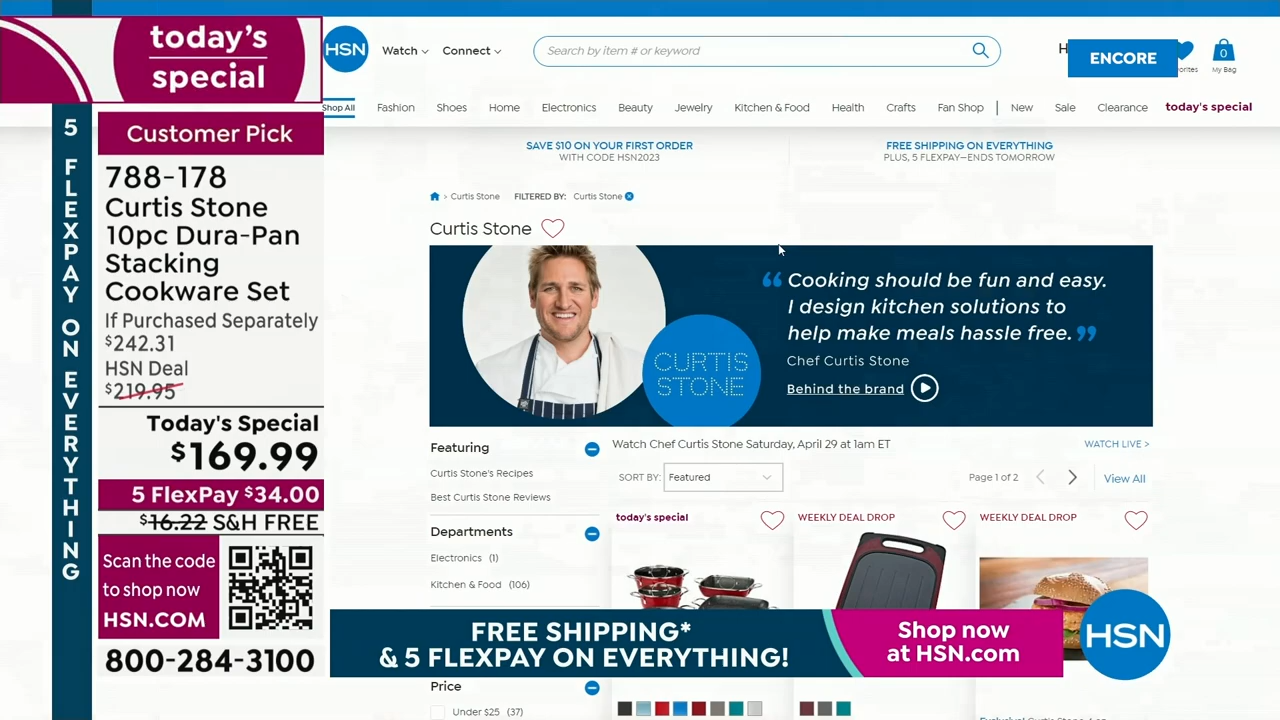 today's
special
5 FLEXPAY ON EVERYTHING
Customer Pick
788-178
Curtis Stone
10pc Dura-Pan
Stacking
Cookware Set
If Purchased Separately
$242.31
HSN Deal
$219.95
Today's Special
$169.99
5 FlexPay $34.00
$16.22 S&H FREE
Scan the code
to shop now
HSN.COM
800-284-3100
HSN
Watch
Connect
Search by item # or keyword
H
ENCORE
orites
0
My Bag
Shop All
Fashion
Shoes
Home
Electronics
Beauty
Jewelry
Kitchen & Food
Health
Crafts
Fan Shop
New
Sale
Clearance
today's special
SAVE $10 ON YOUR FIRST ORDER
WITH CODE HSN2023
FREE SHIPPING ON EVERYTHING
PLUS, 5 FLEXPAY—ENDS TOMORROW
> Curtis Stone
FILTERED BY: Curtis Stone
Curtis Stone
CURTIS
STONE
“ Cooking should be fun and easy.
I design kitchen solutions to
help make meals hassle free. ”
Chef Curtis Stone
Behind the brand
Featuring
Curtis Stone's Recipes
Best Curtis Stone Reviews
Departments
Electronics (1)
Kitchen & Food (106)
Price
Under $25 (37)
Watch Chef Curtis Stone Saturday, April 29 at 1am ET
WATCH LIVE >
SORT BY: Featured
Page 1 of 2
View All
today's special
WEEKLY DEAL DROP
WEEKLY DEAL DROP
FREE SHIPPING*
& 5 FLEXPAY ON EVERYTHING!
Shop now
at HSN.com
HSN